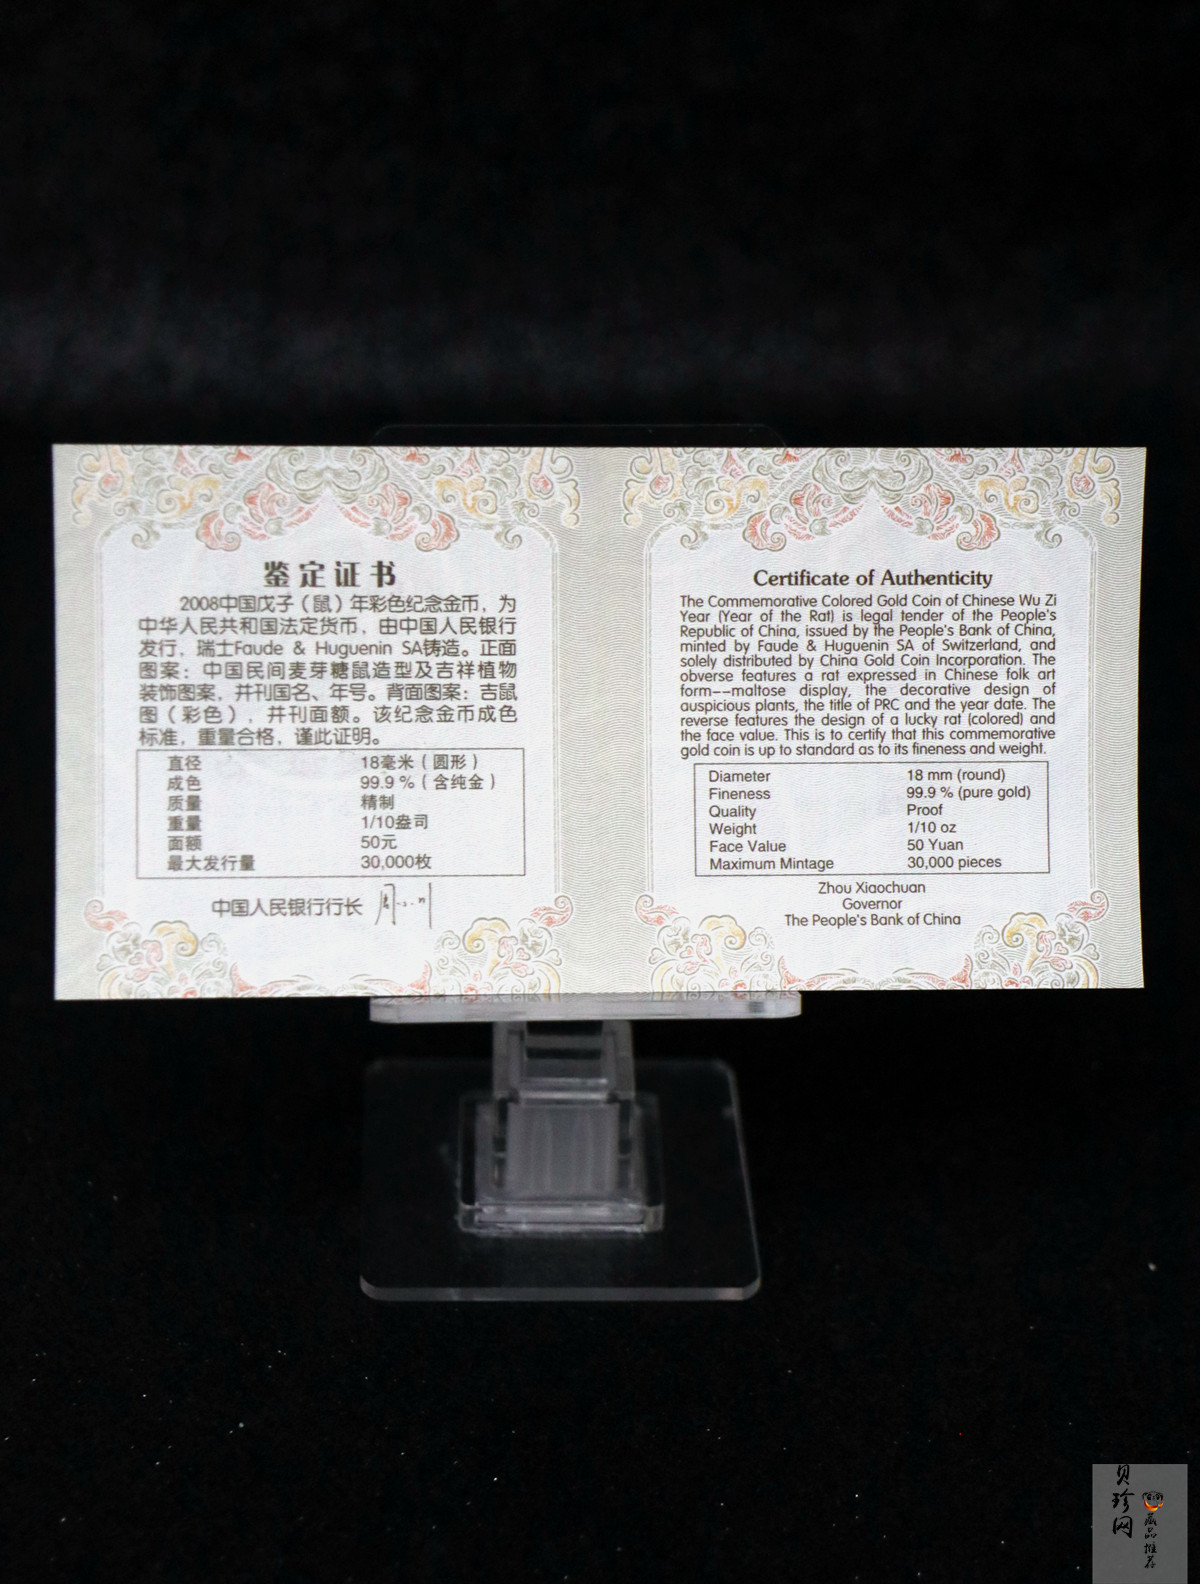 鉴定证书
2008中国戊子（鼠）年彩色纪念金币，为
中华人民共和国法定货币，由中国人民银行
发行，瑞士Faude & Huguenin SA铸造。正面
图案：中国民间麦芽糖鼠造型及吉祥植物
装饰图案，并刊国名、年号。背面图案：吉鼠
图（彩色），并刊面额。该纪念金币成色
标准，重量合格，谨此证明。
直径 18毫米（圆形）
成色 99.9 %（含纯金）
质量 精制
重量 1/10盎司
面额 50元
最大发行量 30,000枚
中国人民银行行长
Certificate of Authenticity
The Commemorative Colored Gold Coin of Chinese Wu Zi
Year (Year of the Rat) is legal tender of the People's
Republic of China, issued by the People's Bank of China,
minted by Faude & Huguenin SA of Switzerland, and
solely distributed by China Gold Coin Incorporation. The
obverse features a rat expressed in Chinese folk art
form--maltose display, the decorative design of
auspicious plants, the title of PRC and the year date. The
reverse features the design of a lucky rat (colored) and
the face value. This is to certify that this commemorative
gold coin is up to standard as to its fineness and weight.
Diameter 18 mm (round)
Fineness 99.9 % (pure gold)
Quality Proof
Weight 1/10 oz
Face Value 50 Yuan
Maximum Mintage 30,000 pieces
Zhou Xiaochuan
Governor
The People's Bank of China
贝珍网
藏品推荐